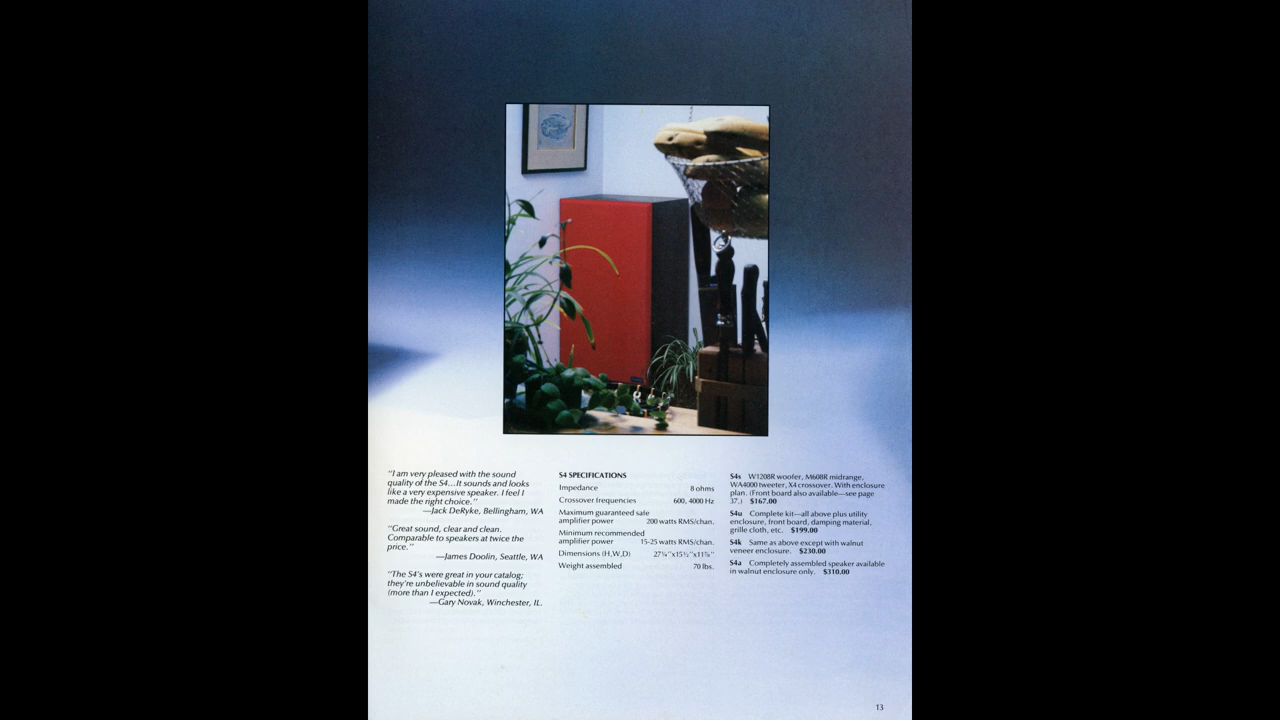 "I am very pleased with the sound
quality of the S4...It sounds and looks
like a very expensive speaker. I feel I
made the right choice."
—Jack DeRyke, Bellingham, WA
"Great sound, clear and clean.
Comparable to speakers at twice the
price."
—James Doolin, Seattle, WA
"The S4's were great in your catalog;
they're unbelievable in sound quality
(more than I expected)."
—Gary Novak, Winchester, IL.
S4 SPECIFICATIONS
Impedance 8 ohms
Crossover frequencies 600, 4000 Hz
Maximum guaranteed safe
amplifier power 200 watts RMS/chan.
Minimum recommended
amplifier power 15-25 watts RMS/chan.
Dimensions (H,W,D)
Weight assembled 70 lbs.
S4s W1208R woofer, M608R midrange,
WA4000 tweeter, X4 crossover. With enclosure
plan. (Front board also available—see page
37.) $167.00
S4u Complete kit—all above plus utility
enclosure, front board, damping material,
grille cloth, etc. $199.00
S4k Same as above except with walnut
veneer enclosure. $230.00
S4a Completely assembled speaker available
in walnut enclosure only. $310.00
13